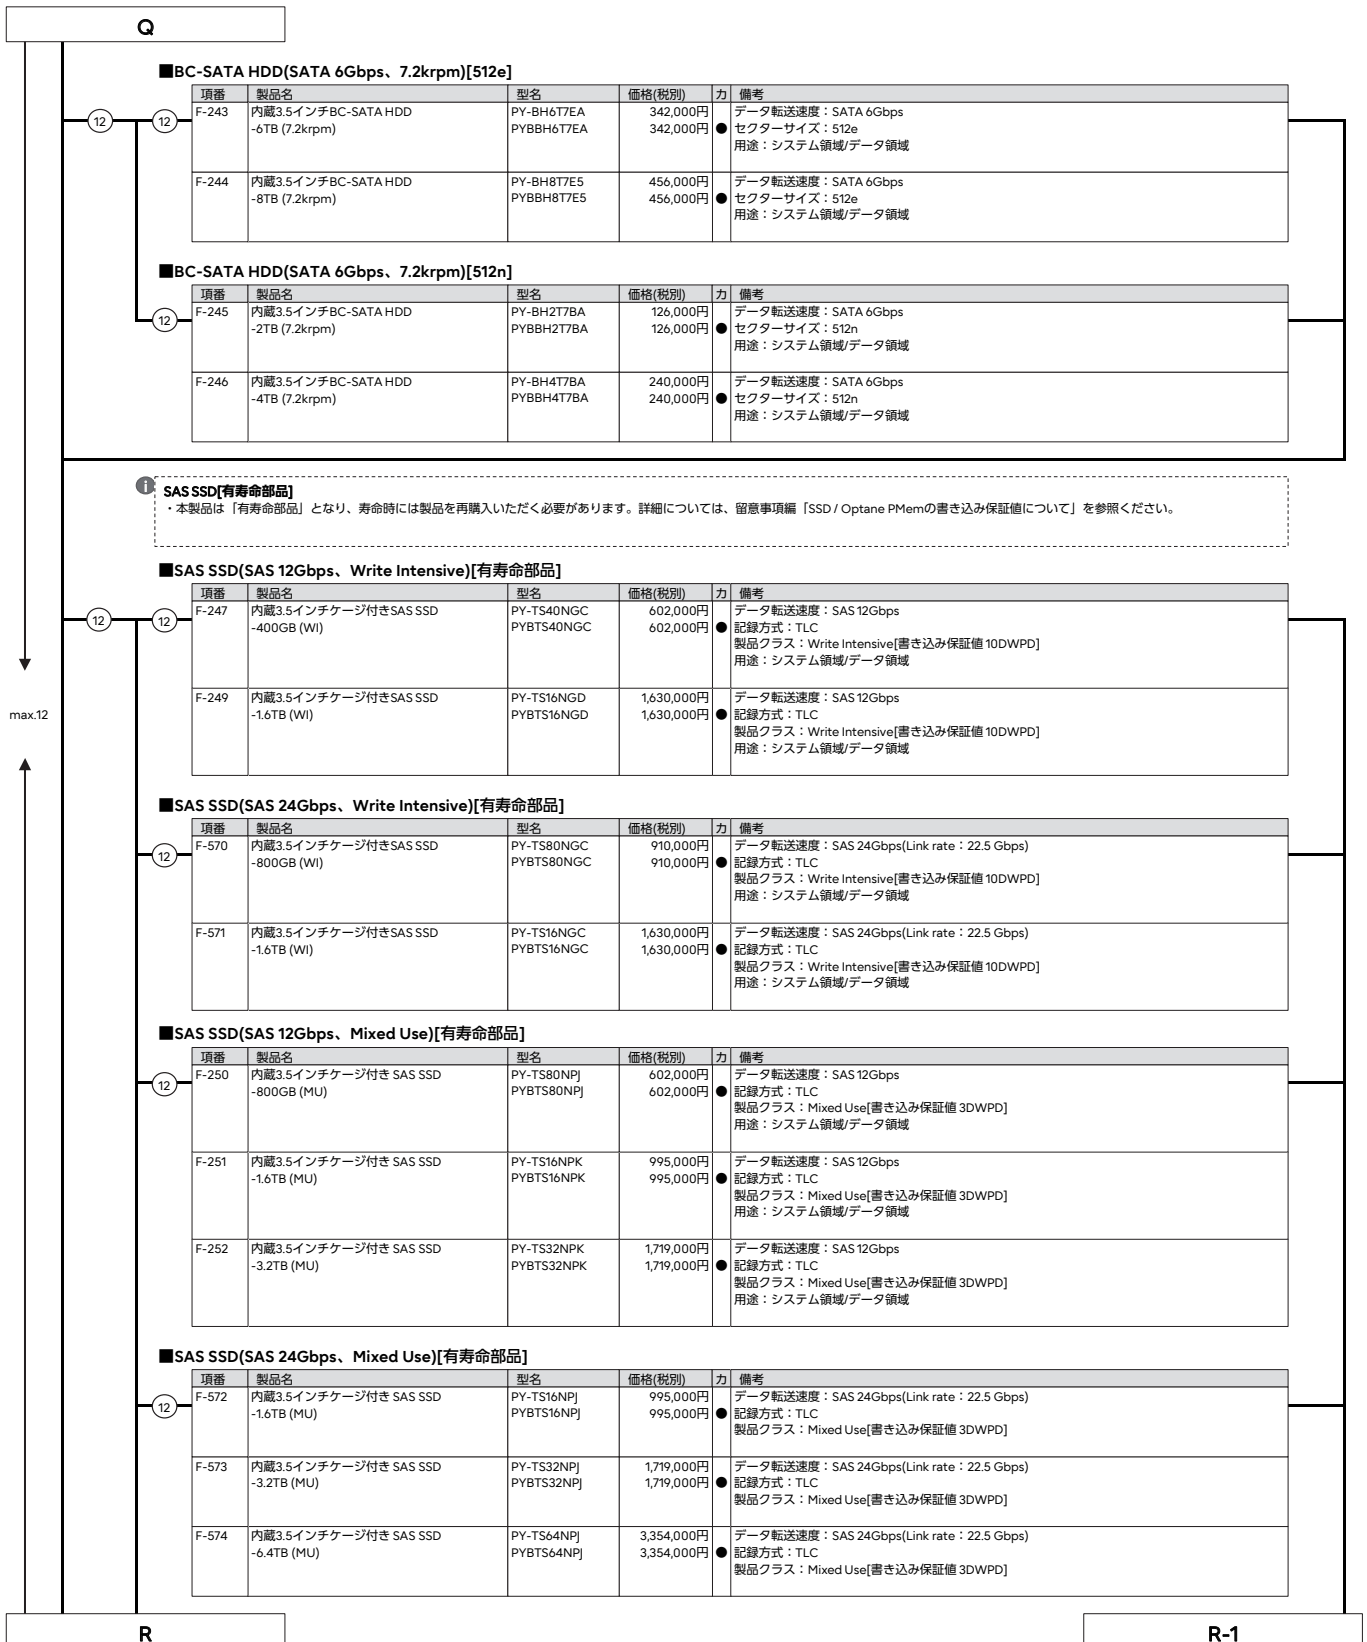 Q
■BC-SATA HDD(SATA 6Gbps、7.2krpm)[512e]
項番 製品名 型名 価格(税別) カ 備考
F-243 内蔵3.5インチBC-SATA HDD PY-BH6T7EA 342,000円 データ転送速度：SATA 6Gbps
12 12 -6TB (7.2krpm) PYBBH6T7EA 342,000円 ● セクターサイズ：512e
用途：システム領域/データ領域
F-244 内蔵3.5インチBC-SATA HDD PY-BH8T7E5 456,000円 データ転送速度：SATA 6Gbps
-8TB (7.2krpm) PYBBH8T7E5 456,000円 ● セクターサイズ：512e
用途：システム領域/データ領域
■BC-SATA HDD(SATA 6Gbps、7.2krpm)[512n]
項番 製品名 型名 価格(税別) カ 備考
F-245 内蔵3.5インチBC-SATA HDD PY-BH2T7BA 126,000円 データ転送速度：SATA 6Gbps
12 -2TB (7.2krpm) PYBBH2T7BA 126,000円 ● セクターサイズ：512n
用途：システム領域/データ領域
F-246 内蔵3.5インチBC-SATA HDD PY-BH4T7BA 240,000円 データ転送速度：SATA 6Gbps
-4TB (7.2krpm) PYBBH4T7BA 240,000円 ● セクターサイズ：512n
用途：システム領域/データ領域
i SAS SSD[有寿命部品]
・本製品は「有寿命部品」となり、寿命時には製品を再購入いただく必要があります。詳細については、留意事項編「SSD / Optane PMemの書き込み保証値について」を参照ください。
■SAS SSD(SAS 12Gbps、Write Intensive)[有寿命部品]
項番 製品名 型名 価格(税別) カ 備考
F-247 内蔵3.5インチケージ付きSAS SSD PY-TS40NGC 602,000円 データ転送速度：SAS 12Gbps
12 12 -400GB (WI) PYBTS40NGC 602,000円 ● 記録方式：TLC
製品クラス：Write Intensive[書き込み保証値 10DWPD]
用途：システム領域/データ領域
F-249 内蔵3.5インチケージ付きSAS SSD PY-TS16NGD 1,630,000円 データ転送速度：SAS 12Gbps
max.12 -1.6TB (WI) PYBTS16NGD 1,630,000円 ● 記録方式：TLC
製品クラス：Write Intensive[書き込み保証値 10DWPD]
用途：システム領域/データ領域
■SAS SSD(SAS 24Gbps、Write Intensive)[有寿命部品]
項番 製品名 型名 価格(税別) カ 備考
F-570 内蔵3.5インチケージ付きSAS SSD PY-TS80NGC 910,000円 データ転送速度：SAS 24Gbps(Link rate：22.5 Gbps)
12 -800GB (WI) PYBTS80NGC 910,000円 ● 記録方式：TLC
製品クラス：Write Intensive[書き込み保証値 10DWPD]
用途：システム領域/データ領域
F-571 内蔵3.5インチケージ付きSAS SSD PY-TS16NGC 1,630,000円 データ転送速度：SAS 24Gbps(Link rate：22.5 Gbps)
-1.6TB (WI) PYBTS16NGC 1,630,000円 ● 記録方式：TLC
製品クラス：Write Intensive[書き込み保証値 10DWPD]
用途：システム領域/データ領域
■SAS SSD(SAS 12Gbps、Mixed Use)[有寿命部品]
項番 製品名 型名 価格(税別) カ 備考
F-250 内蔵3.5インチケージ付き SAS SSD PY-TS80NPJ 602,000円 データ転送速度：SAS 12Gbps
12 -800GB (MU) PYBTS80NPJ 602,000円 ● 記録方式：TLC
製品クラス：Mixed Use[書き込み保証値 3DWPD]
用途：システム領域/データ領域
F-251 内蔵3.5インチケージ付き SAS SSD PY-TS16NPK 995,000円 データ転送速度：SAS 12Gbps
-1.6TB (MU) PYBTS16NPK 995,000円 ● 記録方式：TLC
製品クラス：Mixed Use[書き込み保証値 3DWPD]
用途：システム領域/データ領域
F-252 内蔵3.5インチケージ付き SAS SSD PY-TS32NPK 1,719,000円 データ転送速度：SAS 12Gbps
-3.2TB (MU) PYBTS32NPK 1,719,000円 ● 記録方式：TLC
製品クラス：Mixed Use[書き込み保証値 3DWPD]
用途：システム領域/データ領域
■SAS SSD(SAS 24Gbps、Mixed Use)[有寿命部品]
項番 製品名 型名 価格(税別) カ 備考
F-572 内蔵3.5インチケージ付き SAS SSD PY-TS16NPJ 995,000円 データ転送速度：SAS 24Gbps(Link rate：22.5 Gbps)
12 -1.6TB (MU) PYBTS16NPJ 995,000円 ● 記録方式：TLC
製品クラス：Mixed Use[書き込み保証値 3DWPD]
F-573 内蔵3.5インチケージ付き SAS SSD PY-TS32NPJ 1,719,000円 データ転送速度：SAS 24Gbps(Link rate：22.5 Gbps)
-3.2TB (MU) PYBTS32NPJ 1,719,000円 ● 記録方式：TLC
製品クラス：Mixed Use[書き込み保証値 3DWPD]
F-574 内蔵3.5インチケージ付き SAS SSD PY-TS64NPJ 3,354,000円 データ転送速度：SAS 24Gbps(Link rate：22.5 Gbps)
-6.4TB (MU) PYBTS64NPJ 3,354,000円 ● 記録方式：TLC
製品クラス：Mixed Use[書き込み保証値 3DWPD]
R R-1